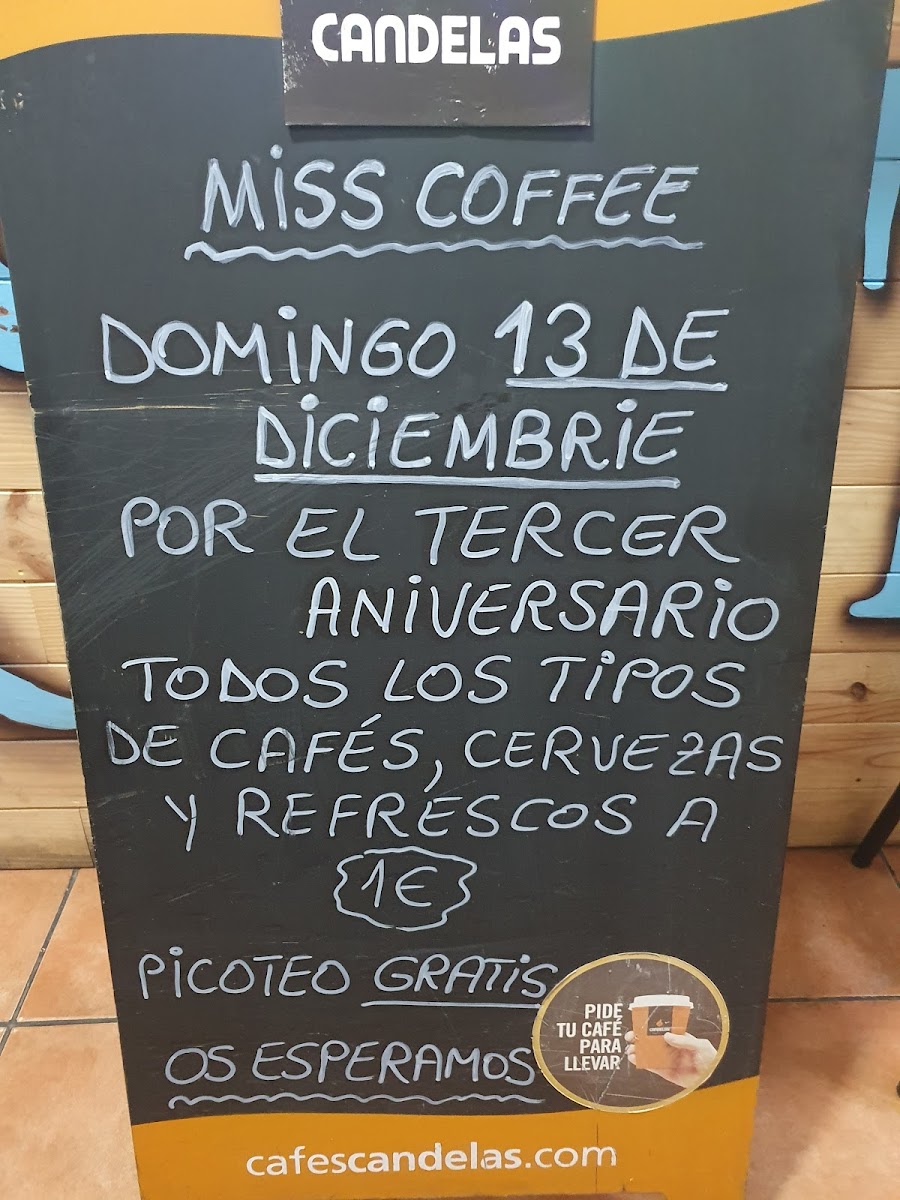 CANDELAS
MiSS COFFEE
DOMiNGO 13 DE
DiCiEMBRiE
POR EL TERCER
ANiVERSARiO
TODOS LOS TiPOS
DE CAFÉS, CERVEZAS
Y REFRESCOS A
1€
PiCOTEO GRATiS
OS ESPERAMOS
PIDE
TU CAFÉ
PARA
LLEVAR
cafescandelas.com